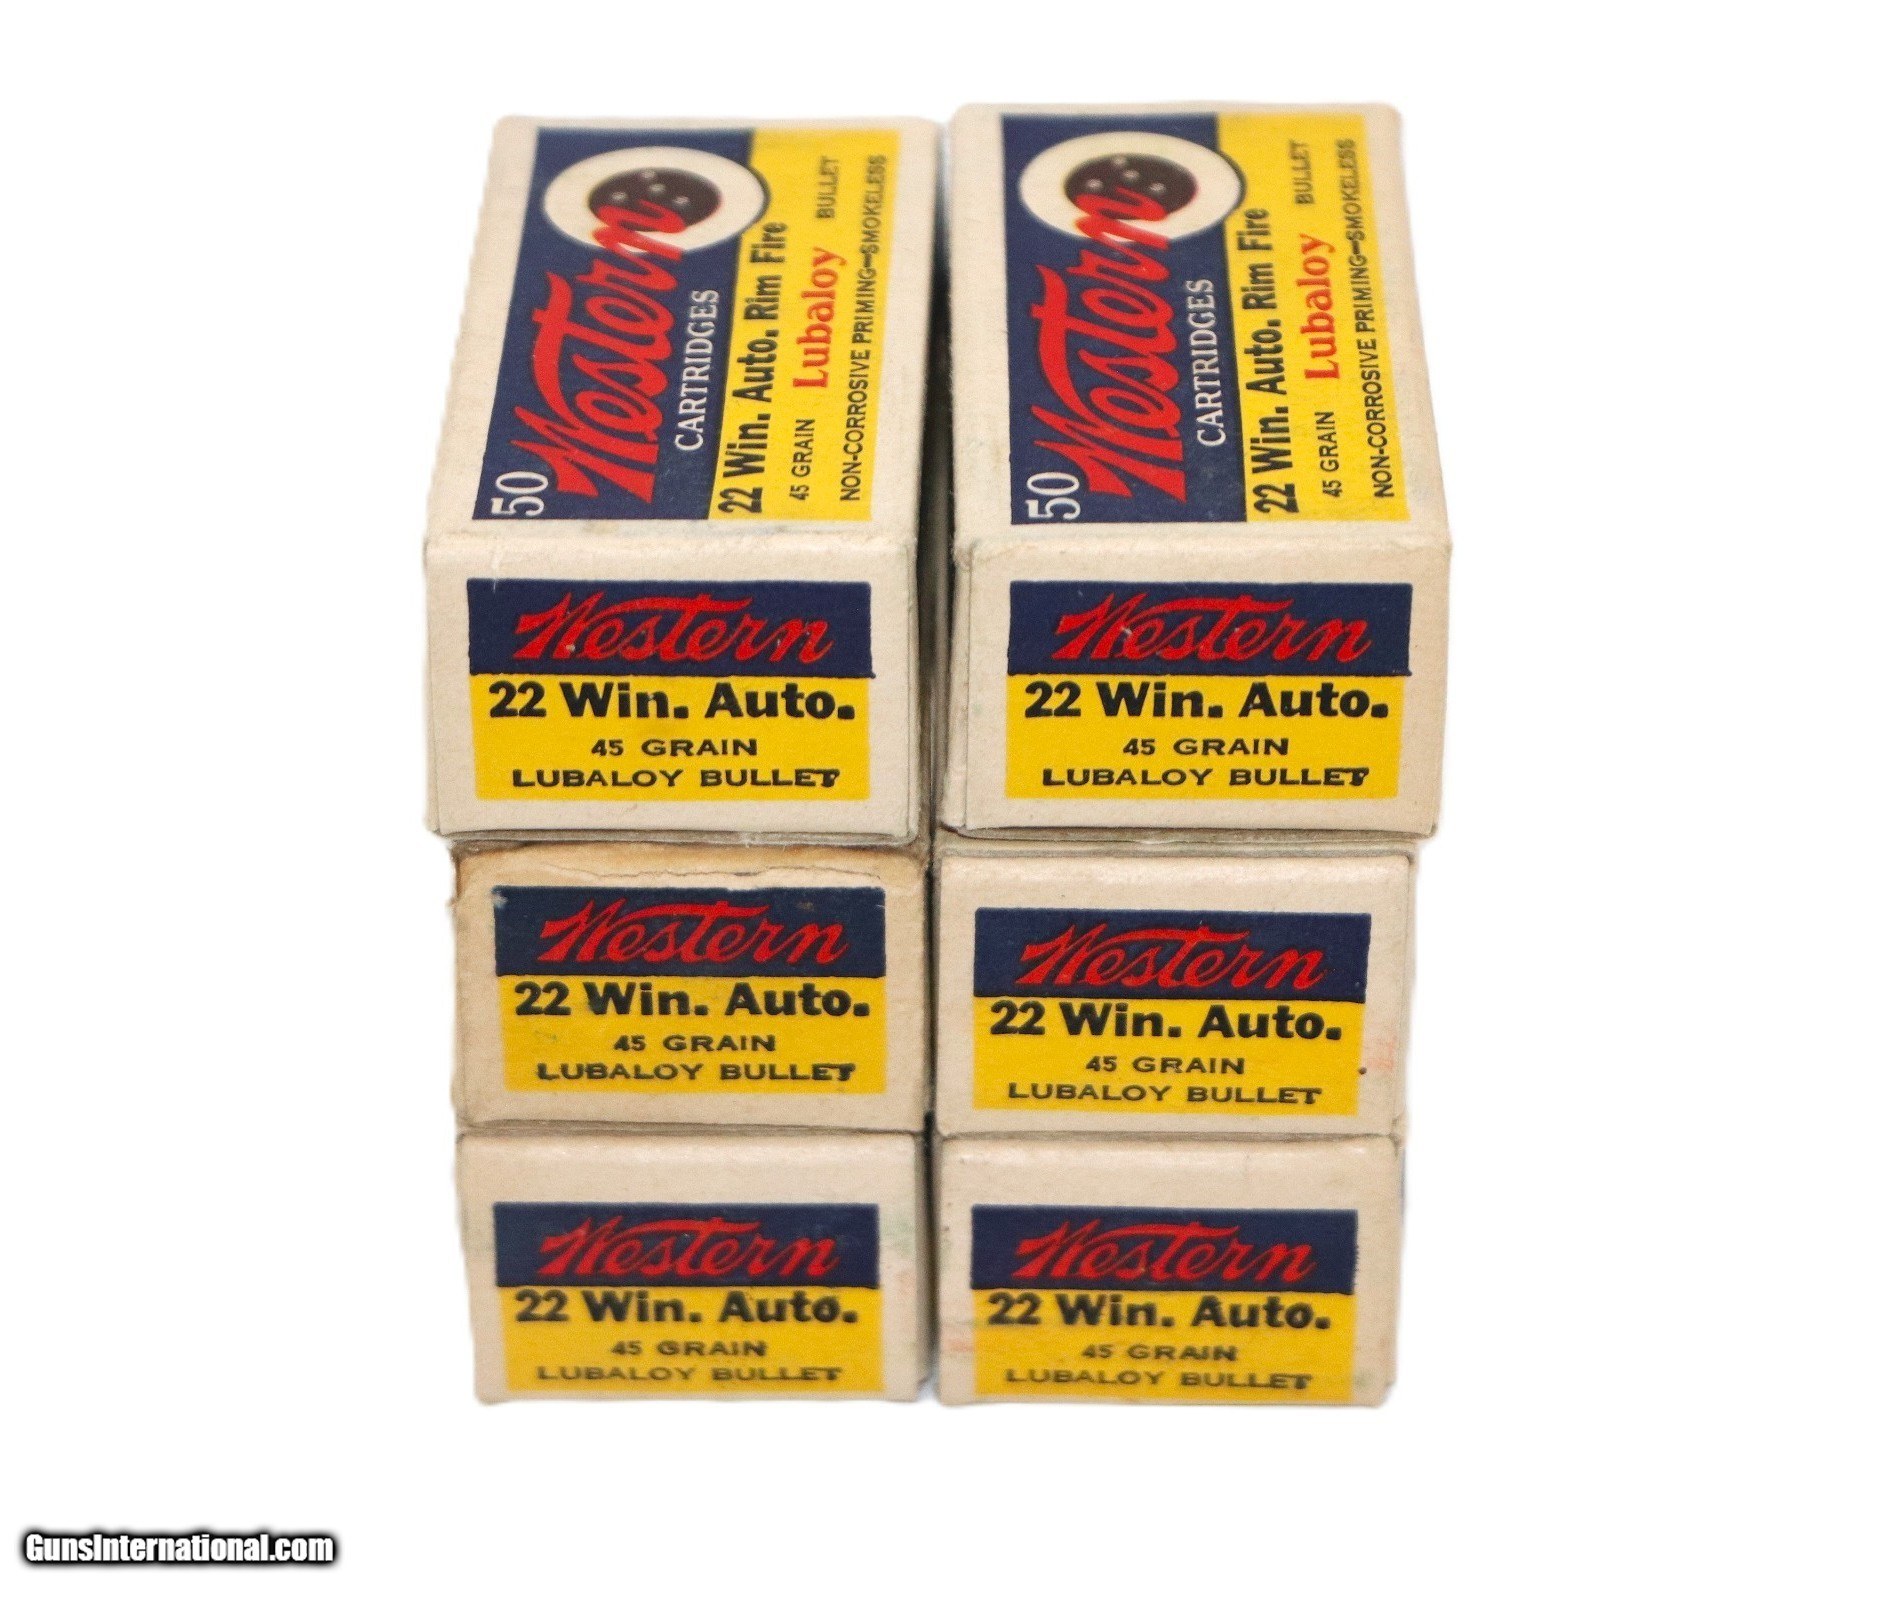 50
Western
CARTRIDGES
22 Win. Auto. Rim Fire
45 GRAIN Lubaloy BULLET
NON-CORROSIVE PRIMING—SMOKELESS
50
Western
CARTRIDGES
22 Win. Auto. Rim Fire
45 GRAIN Lubaloy BULLET
NON-CORROSIVE PRIMING—SMOKELESS
Western
22 Win. Auto.
45 GRAIN
LUBALOY BULLET
Western
22 Win. Auto.
45 GRAIN
LUBALOY BULLET
Western
22 Win. Auto.
45 GRAIN
LUBALOY BULLET
Western
22 Win. Auto.
45 GRAIN
LUBALOY BULLET
Western
22 Win. Auto.
45 GRAIN
LUBALOY BULLET
Western
22 Win. Auto.
45 GRAIN
LUBALOY BULLET
GunsInternational.com